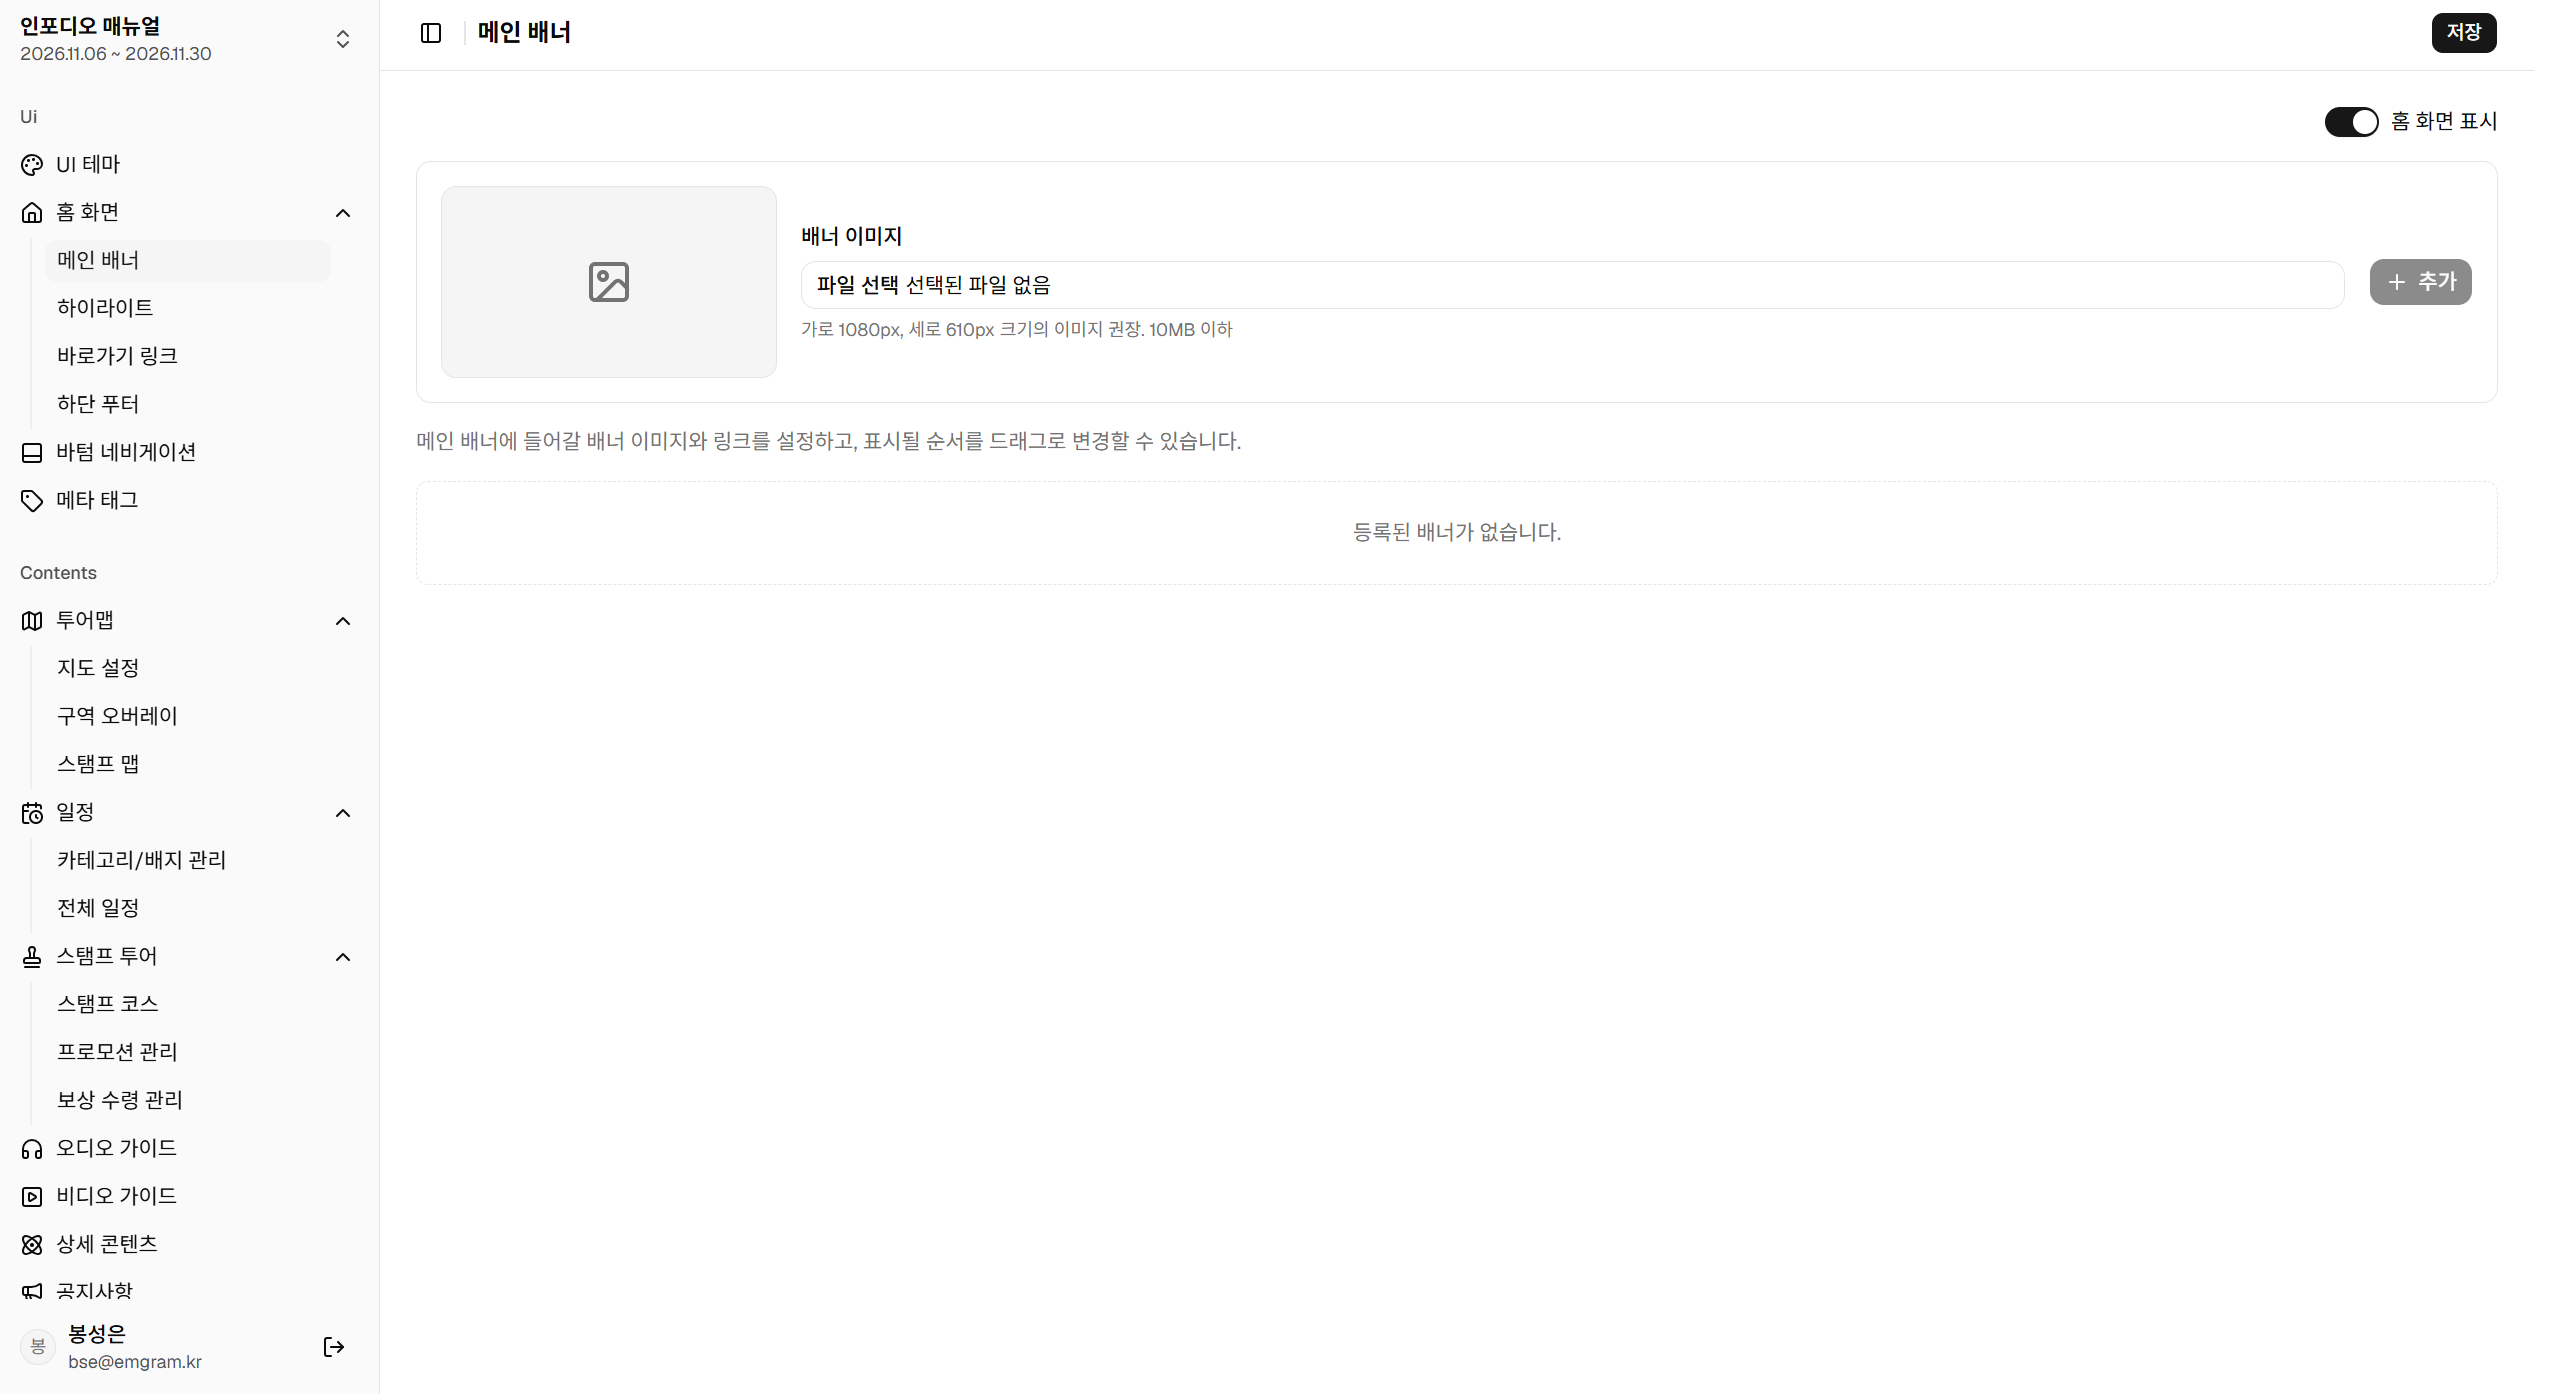 인포디오 매뉴얼
2026.11.06 ~ 2026.11.30
Ui
UI 테마
홈 화면
메인 배너
하이라이트
바로가기 링크
하단 푸터
바텀 네비게이션
메타 태그
Contents
투어맵
지도 설정
구역 오버레이
스탬프 맵
일정
카테고리/배지 관리
전체 일정
스탬프 투어
스탬프 코스
프로모션 관리
보상 수령 관리
오디오 가이드
비디오 가이드
상세 콘텐츠
공지사항
봉
봉성은
bse@emgram.kr
메인 배너
저장
홈 화면 표시
배너 이미지
파일 선택 선택된 파일 없음
추가
가로 1080px, 세로 610px 크기의 이미지 권장. 10MB 이하
메인 배너에 들어갈 배너 이미지와 링크를 설정하고, 표시될 순서를 드래그로 변경할 수 있습니다.
등록된 배너가 없습니다.